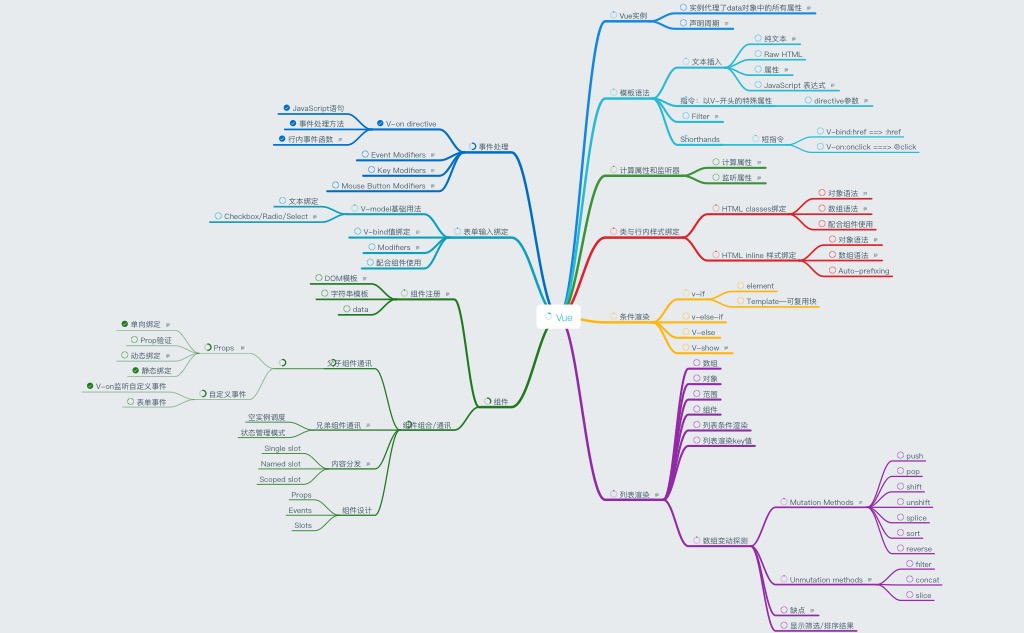 Vue
Vue实例
实例代理了data对象中的所有属性
声明周期
模板语法
文本插入
纯文本
Raw HTML
属性
JavaScript 表达式
指令：以V-开头的特殊属性
directive参数
Filter
Shorthands
短指令
V-bind:href ==> :href
V-on:onclick ===> @click
计算属性和监听器
计算属性
监听属性
类与行内样式绑定
HTML classes绑定
对象语法
数组语法
配合组件使用
HTML inline 样式绑定
对象语法
数组语法
Auto-prefixing
条件渲染
v-if
element
Template—可复用块
v-else-if
V-else
V-show
列表渲染
数组
对象
范围
组件
列表条件渲染
列表渲染key值
数组变动探测
Mutation Methods
push
pop
shift
unshift
splice
sort
reverse
Unmutation methods
filter
concat
slice
缺点
显示筛选/排序结果
事件处理
V-on directive
JavaScript语句
事件处理方法
行内事件函数
Event Modifiers
Key Modifiers
Mouse Button Modifiers
表单输入绑定
V-model基础用法
文本绑定
Checkbox/Radio/Select
V-bind值绑定
Modifiers
配合组件使用
组件
组件注册
DOM模板
字符串模板
data
组件组合/通讯
父子组件通讯
Props
单向绑定
Prop验证
动态绑定
静态绑定
自定义事件
V-on监听自定义事件
表单事件
兄弟组件通讯
空实例调度
状态管理模式
内容分发
Single slot
Named slot
Scoped slot
组件设计
Props
Events
Slots